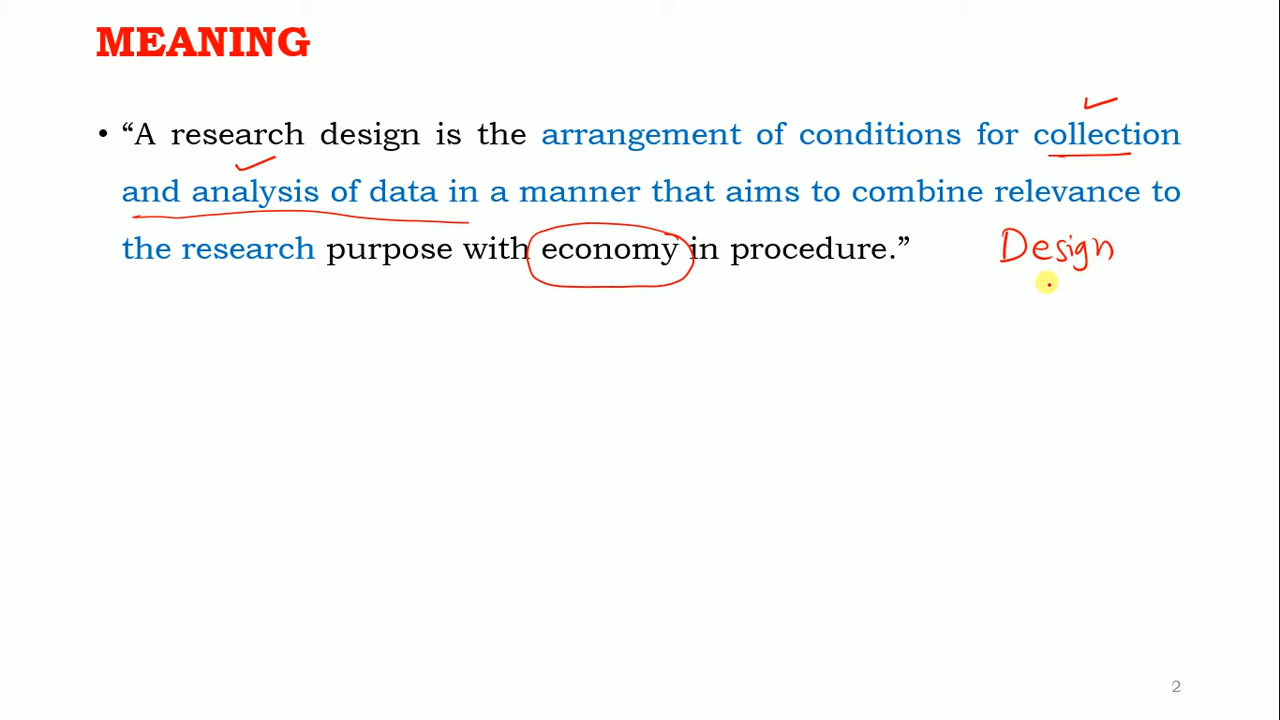 MEANING
• “A research design is the arrangement of conditions for collection
and analysis of data in a manner that aims to combine relevance to
the research purpose with economy in procedure.”
Design
2